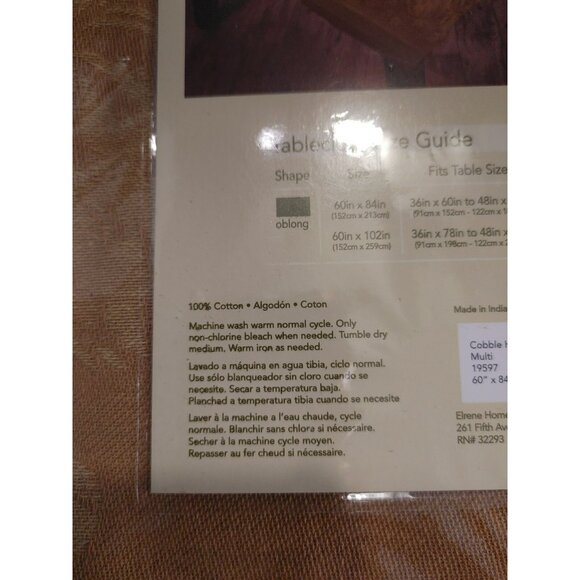 Guide
Shape Size Fits Table Size
oblong
60in x 84in 36in x 60in to 48in x
(152cm x 213cm) (91cm x 152cm - 122cm x 1
60in x 102in 36in x 78in to 48in x
(152cm x 259cm) (91cm x 198cm - 122cm x 2
100% Cotton • Algodón • Coton
Machine wash warm normal cycle. Only
non-chlorine bleach when needed. Tumble dry
medium. Warm iron as needed.
Lavado a máquina en agua tibia, ciclo normal.
Use sólo blanqueador sin cloro cuando se
necesite. Secar a temperatura baja.
Planchad a temperatura tibia cuando se necesite
Laver à la machine a l'eau chaude, cycle
normale. Blanchir sans chlora si nécessaire.
Secher à la machine cycle moyen.
Repasser au fer cheud si nécessaire.
Made in India
Cobble H
Multi
19597
60" x 84
Elrene Home
261 Fifth Ave
RN# 32293